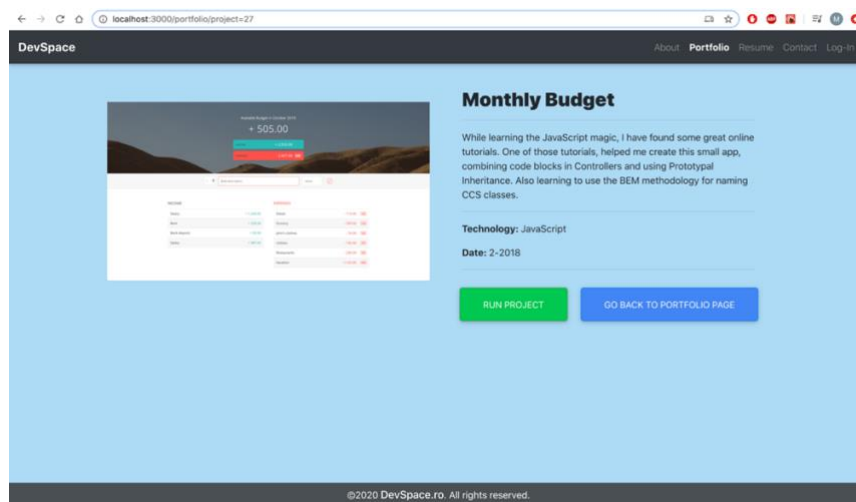 localhost:3000/portfolio/project=27
DevSpace
About Portfolio Resume Contact Log-In
Monthly Budget
+ 505.00
While learning the JavaScript magic, I have found some great online
tutorials. One of those tutorials, helped me create this small app,
combining code blocks in Controllers and using Prototypal
Inheritance. Also learning to use the BEM methodology for naming
CCS classes.
Technology: JavaScript
Date: 2-2018
RUN PROJECT GO BACK TO PORTFOLIO PAGE
©2020 DevSpace.ro. All rights reserved.